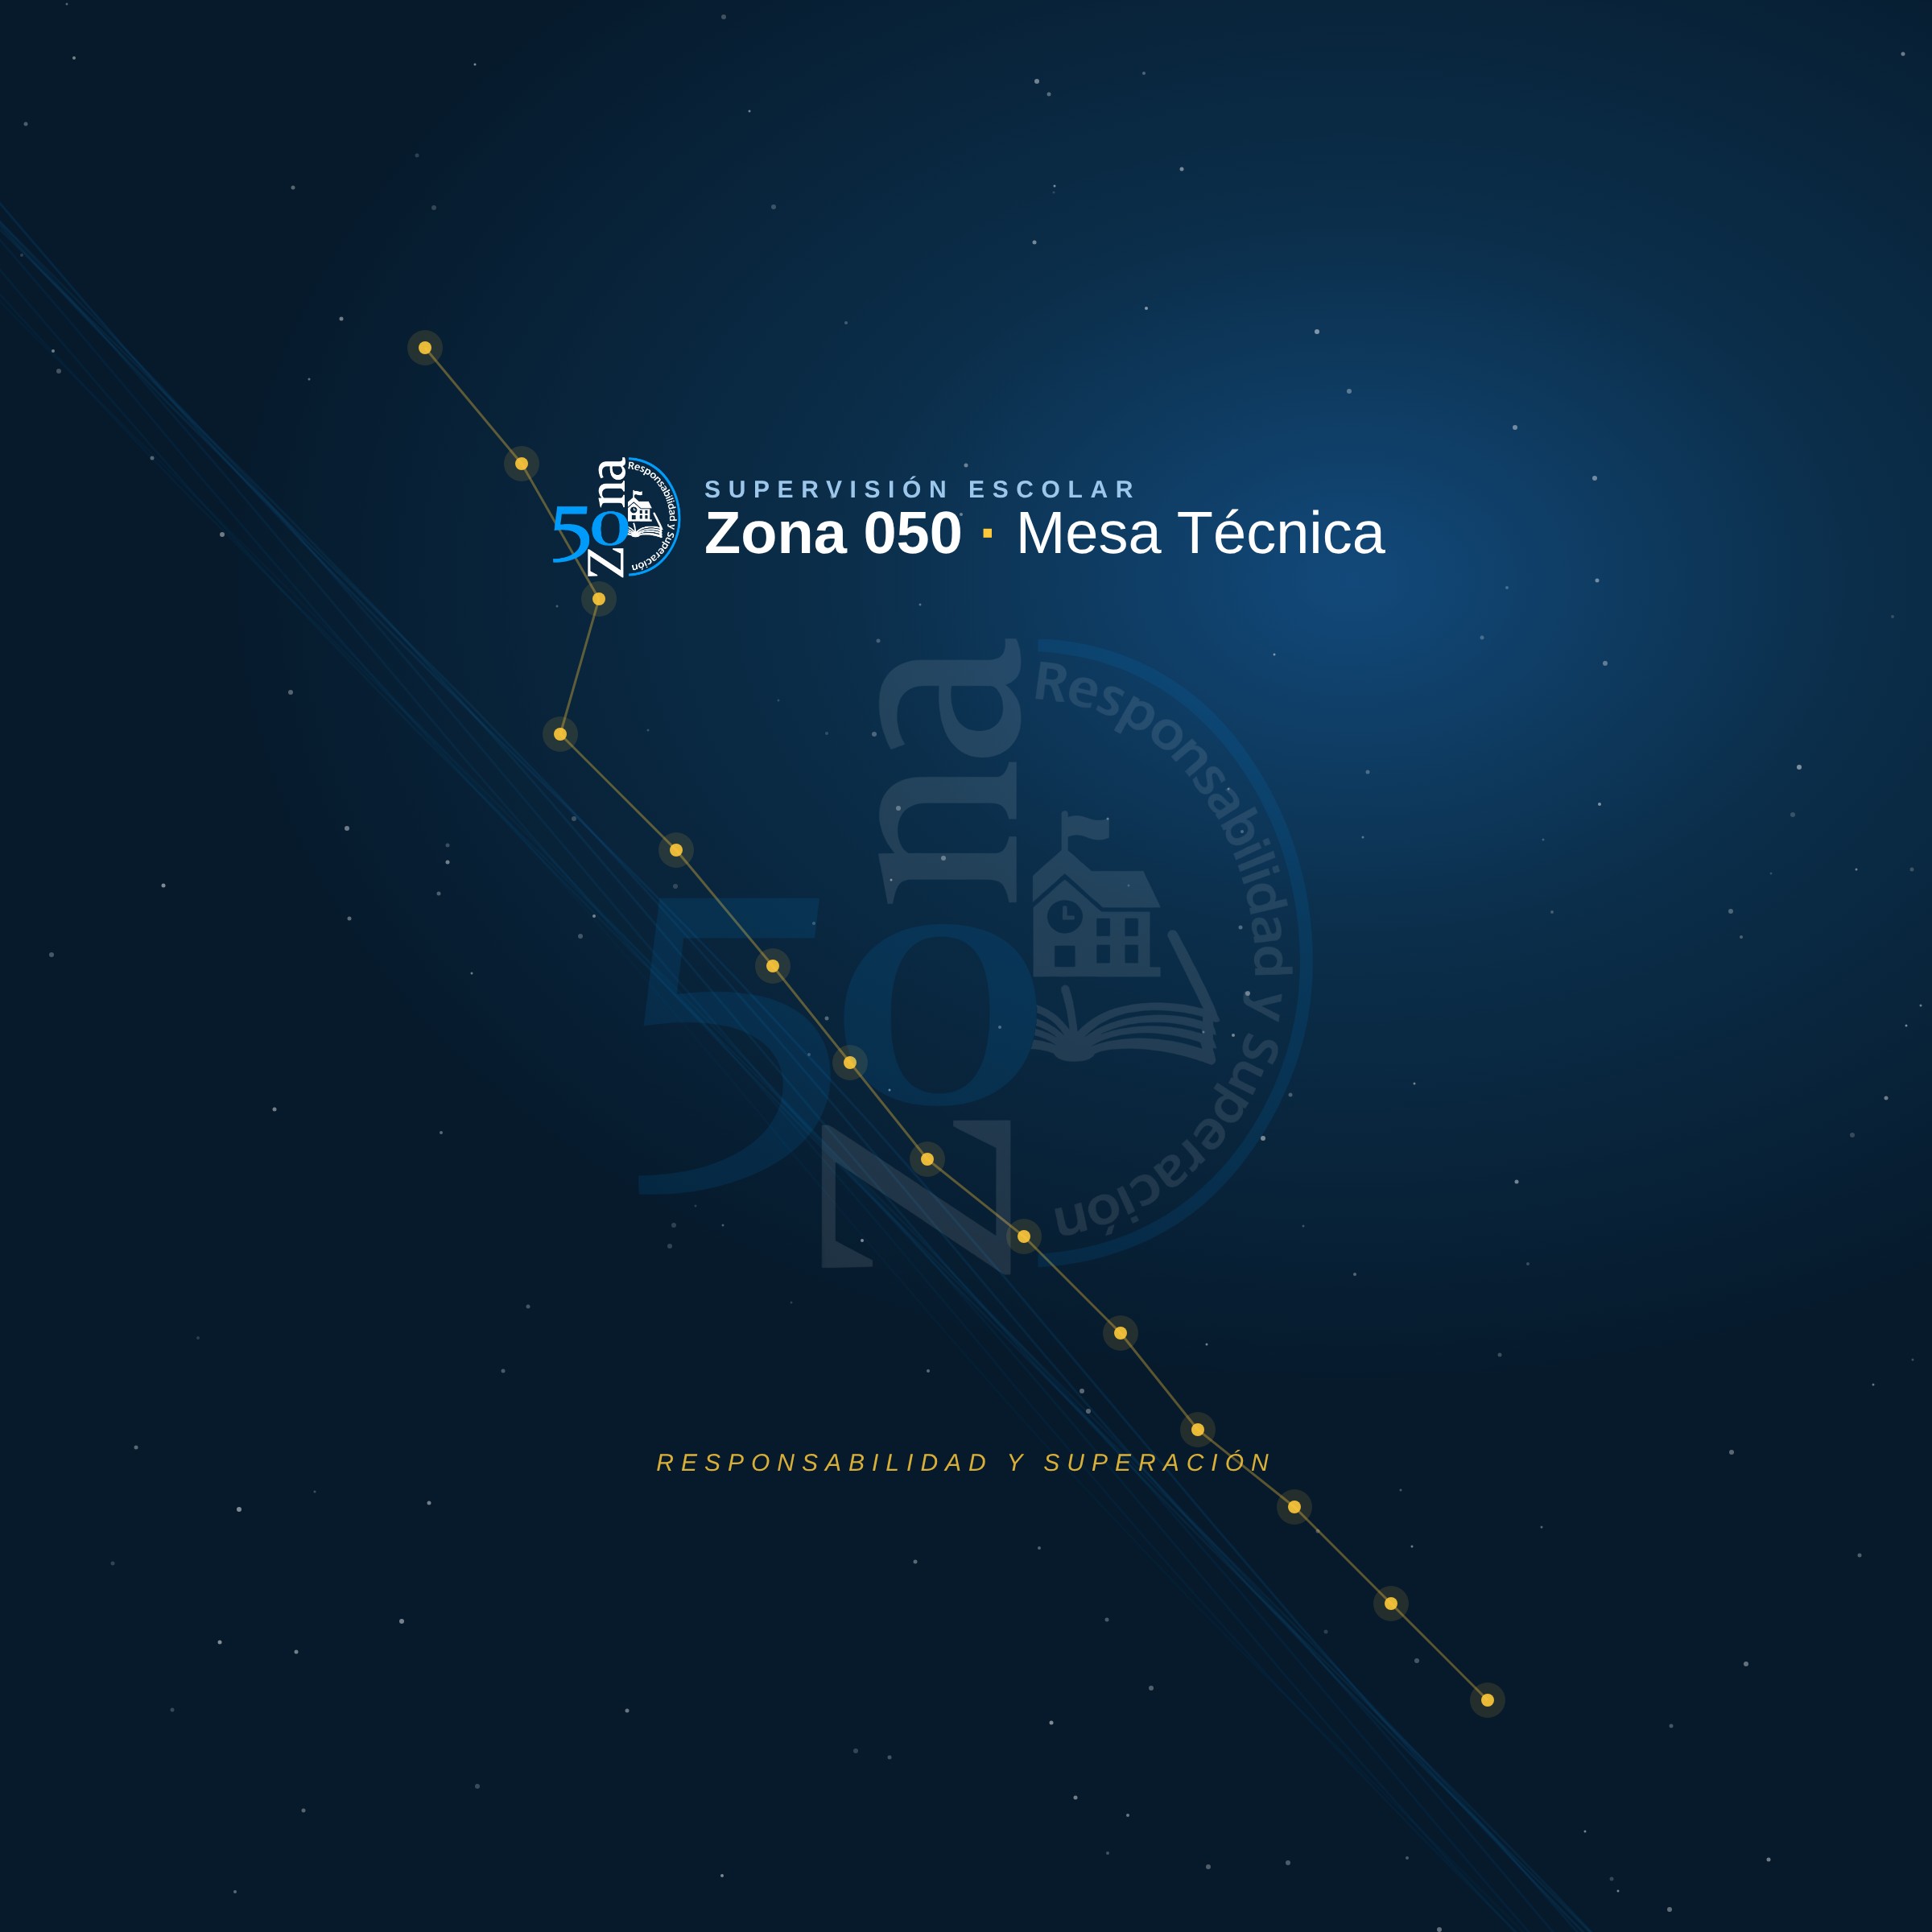 Zona
50
Responsabilidad y Superación
SUPERVISIÓN ESCOLAR
Zona 050 · Mesa Técnica
Zona
50
Responsabilidad y Superación
RESPONSABILIDAD Y SUPERACIÓN